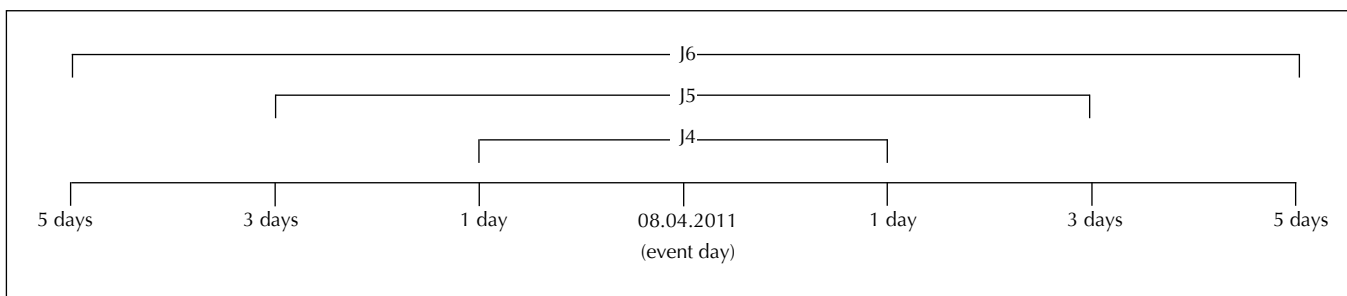 J6
J5
J4
5 days 3 days 1 day 08.04.2011 1 day 3 days 5 days
(event day)